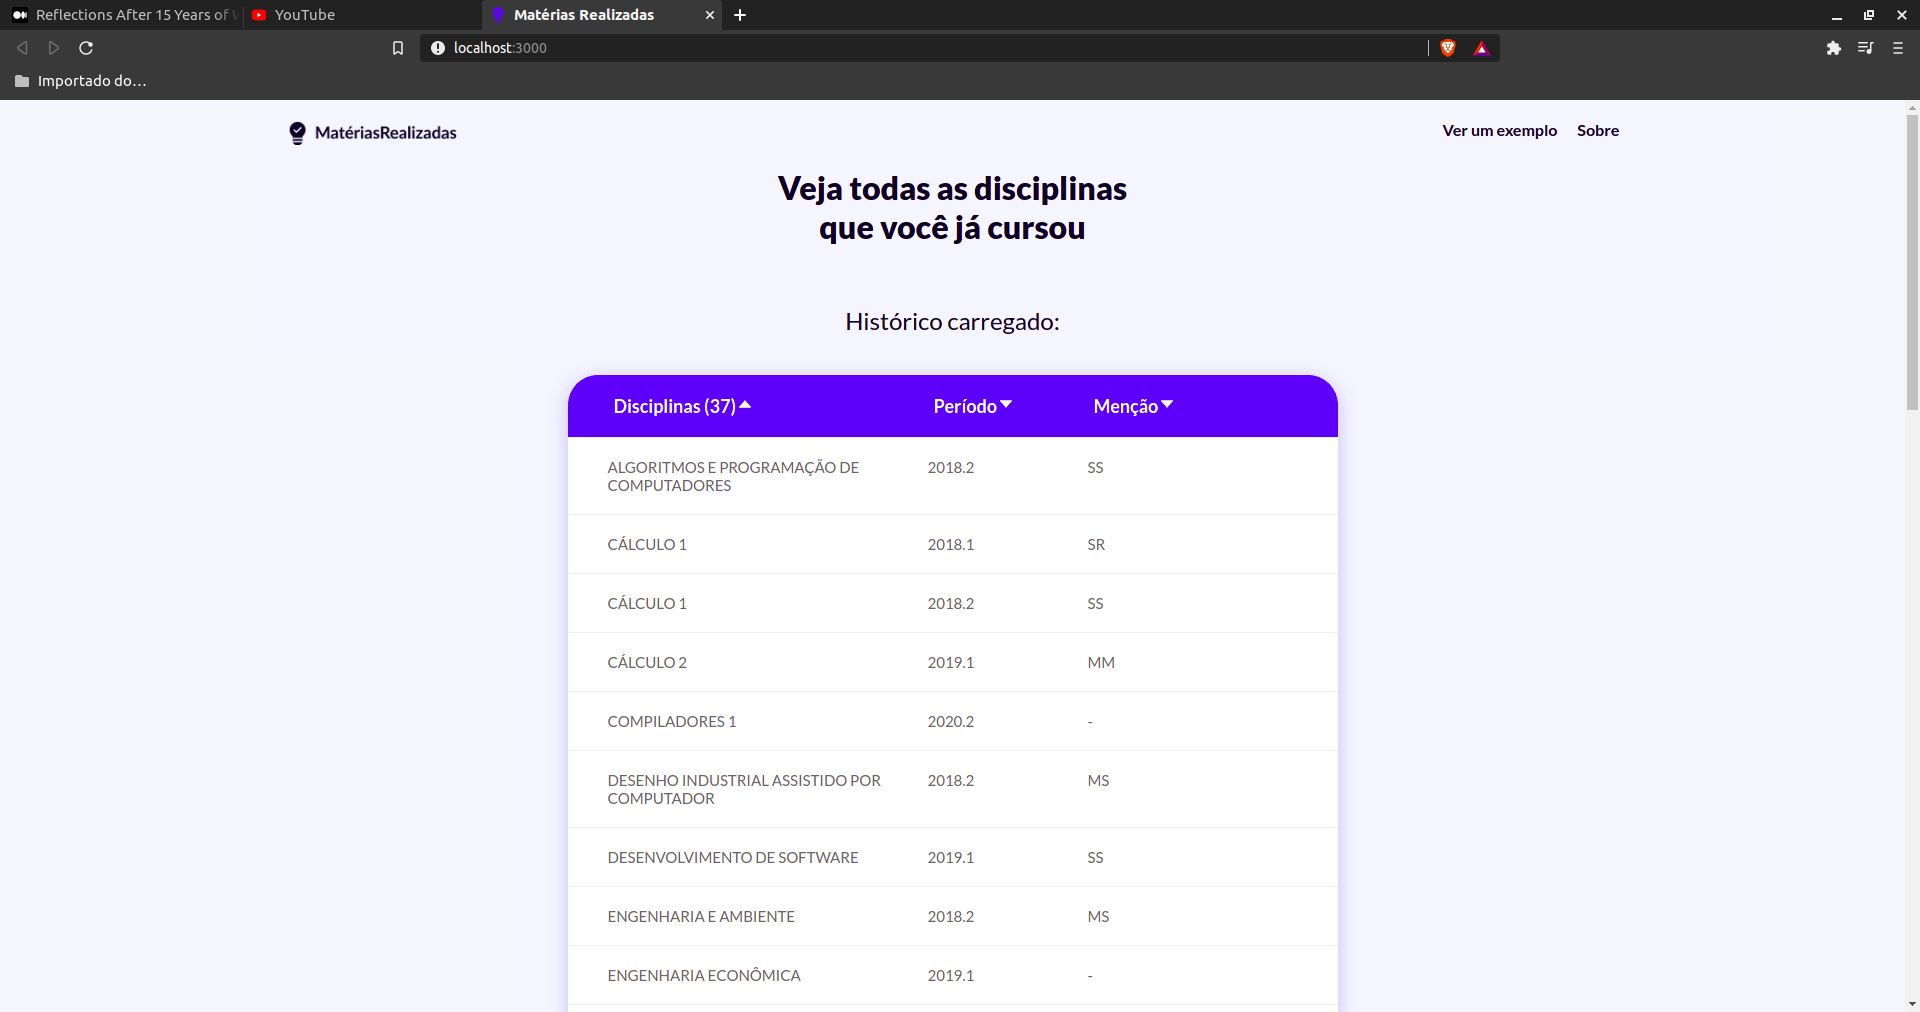 Reflections After 15 Years of
YouTube
Matérias Realizadas
localhost:3000
Importado do...
MatériasRealizadas
Ver um exemplo
Sobre
Veja todas as disciplinas
que você já cursou
Histórico carregado:
Disciplinas (37) Período Menção
ALGORITMOS E PROGRAMAÇÃO DE 2018.2 SS
COMPUTADORES
CÁLCULO 1 2018.1 SR
CÁLCULO 1 2018.2 SS
CÁLCULO 2 2019.1 MM
COMPILADORES 1 2020.2 -
DESENHO INDUSTRIAL ASSISTIDO POR 2018.2 MS
COMPUTADOR
DESENVOLVIMENTO DE SOFTWARE 2019.1 SS
ENGENHARIA E AMBIENTE 2018.2 MS
ENGENHARIA ECONÔMICA 2019.1 -